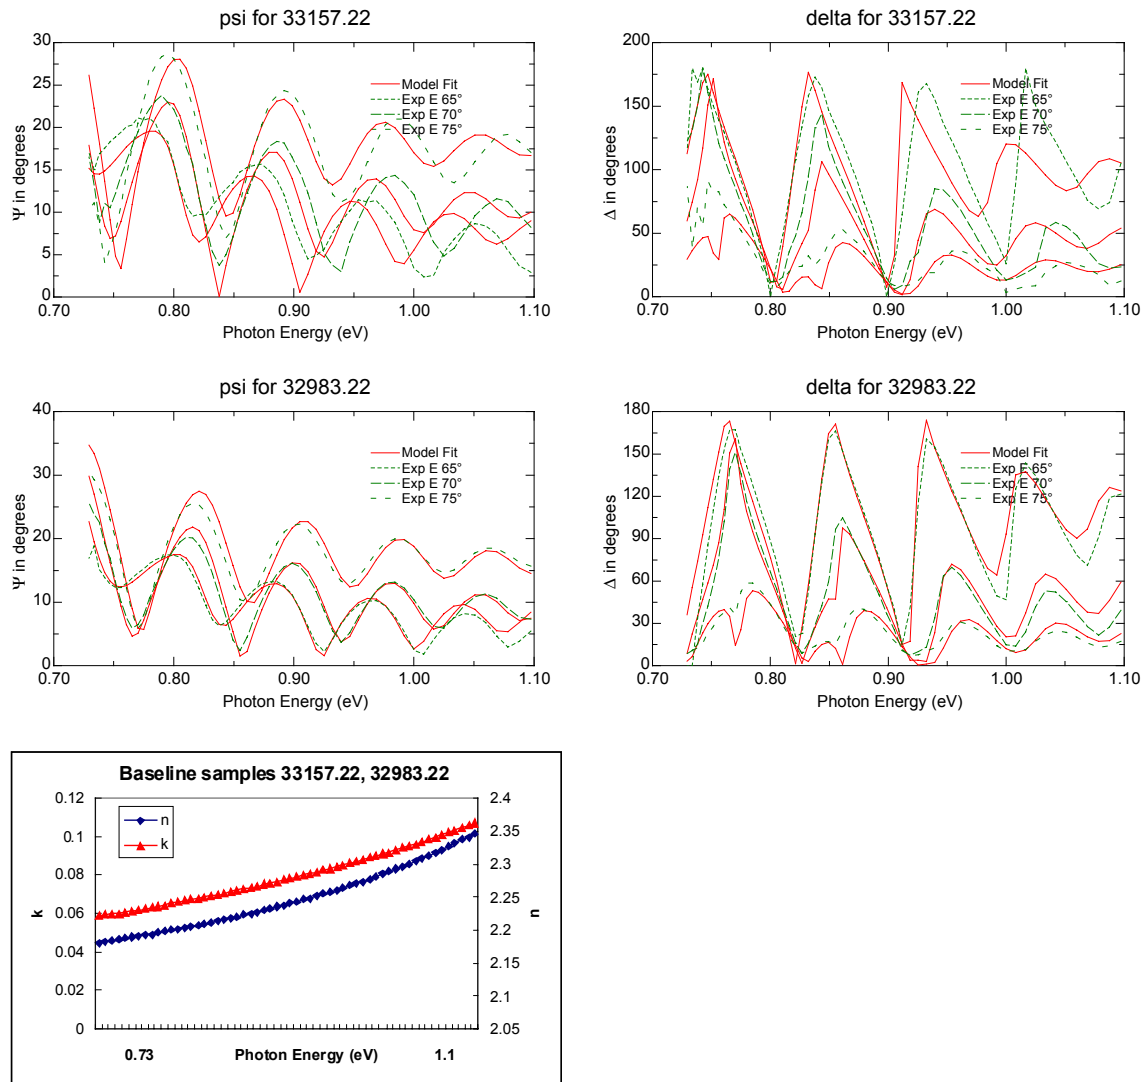 psi for 33157.22
30
25
20
15
10
5
0
Ψ in degrees
0.70
0.80
0.90
1.00
1.10
Photon Energy (eV)
Model Fit
Exp E 65°
Exp E 70°
Exp E 75°
delta for 33157.22
200
150
100
50
0
Δ in degrees
0.70
0.80
0.90
1.00
1.10
Photon Energy (eV)
Model Fit
Exp E 65°
Exp E 70°
Exp E 75°
psi for 32983.22
40
30
20
10
0
Ψ in degrees
0.70
0.80
0.90
1.00
1.10
Photon Energy (eV)
Model Fit
Exp E 65°
Exp E 70°
Exp E 75°
delta for 32983.22
180
150
120
90
60
30
0
Δ in degrees
0.70
0.80
0.90
1.00
1.10
Photon Energy (eV)
Model Fit
Exp E 65°
Exp E 70°
Exp E 75°
Baseline samples 33157.22, 32983.22
0.12
0.1
0.08
0.06
0.04
0.02
0
k
n
k
2.4
2.35
2.3
2.25
2.2
2.15
2.1
2.05
n
0.73
Photon Energy (eV)
1.1